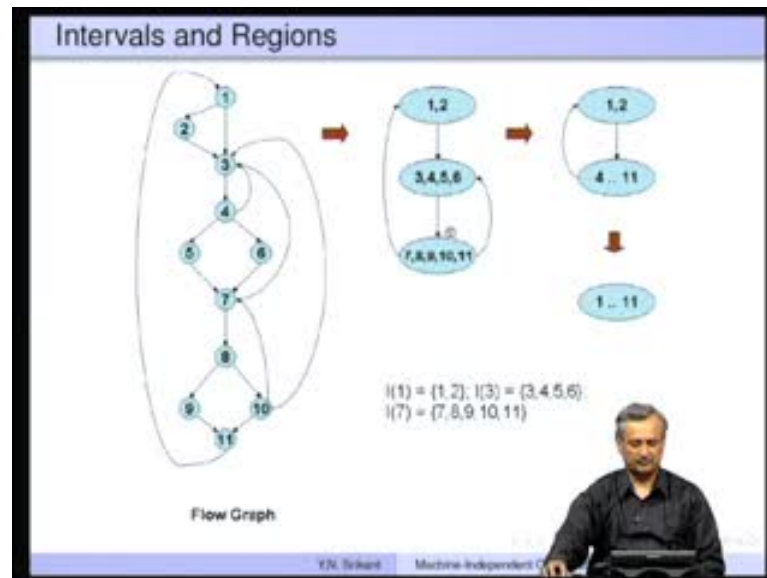 Intervals and Regions
1
2
3
4
5
6
7
8
9
10
11
Flow Graph
1,2
3,4,5,6
7,8,9,10,11
1,2
4 .. 11
1 .. 11
I(1) = {1,2}; I(3) = {3,4,5,6}
I(7) = {7,8,9,10,11}
Y.N. Srikant
Machine-Independent